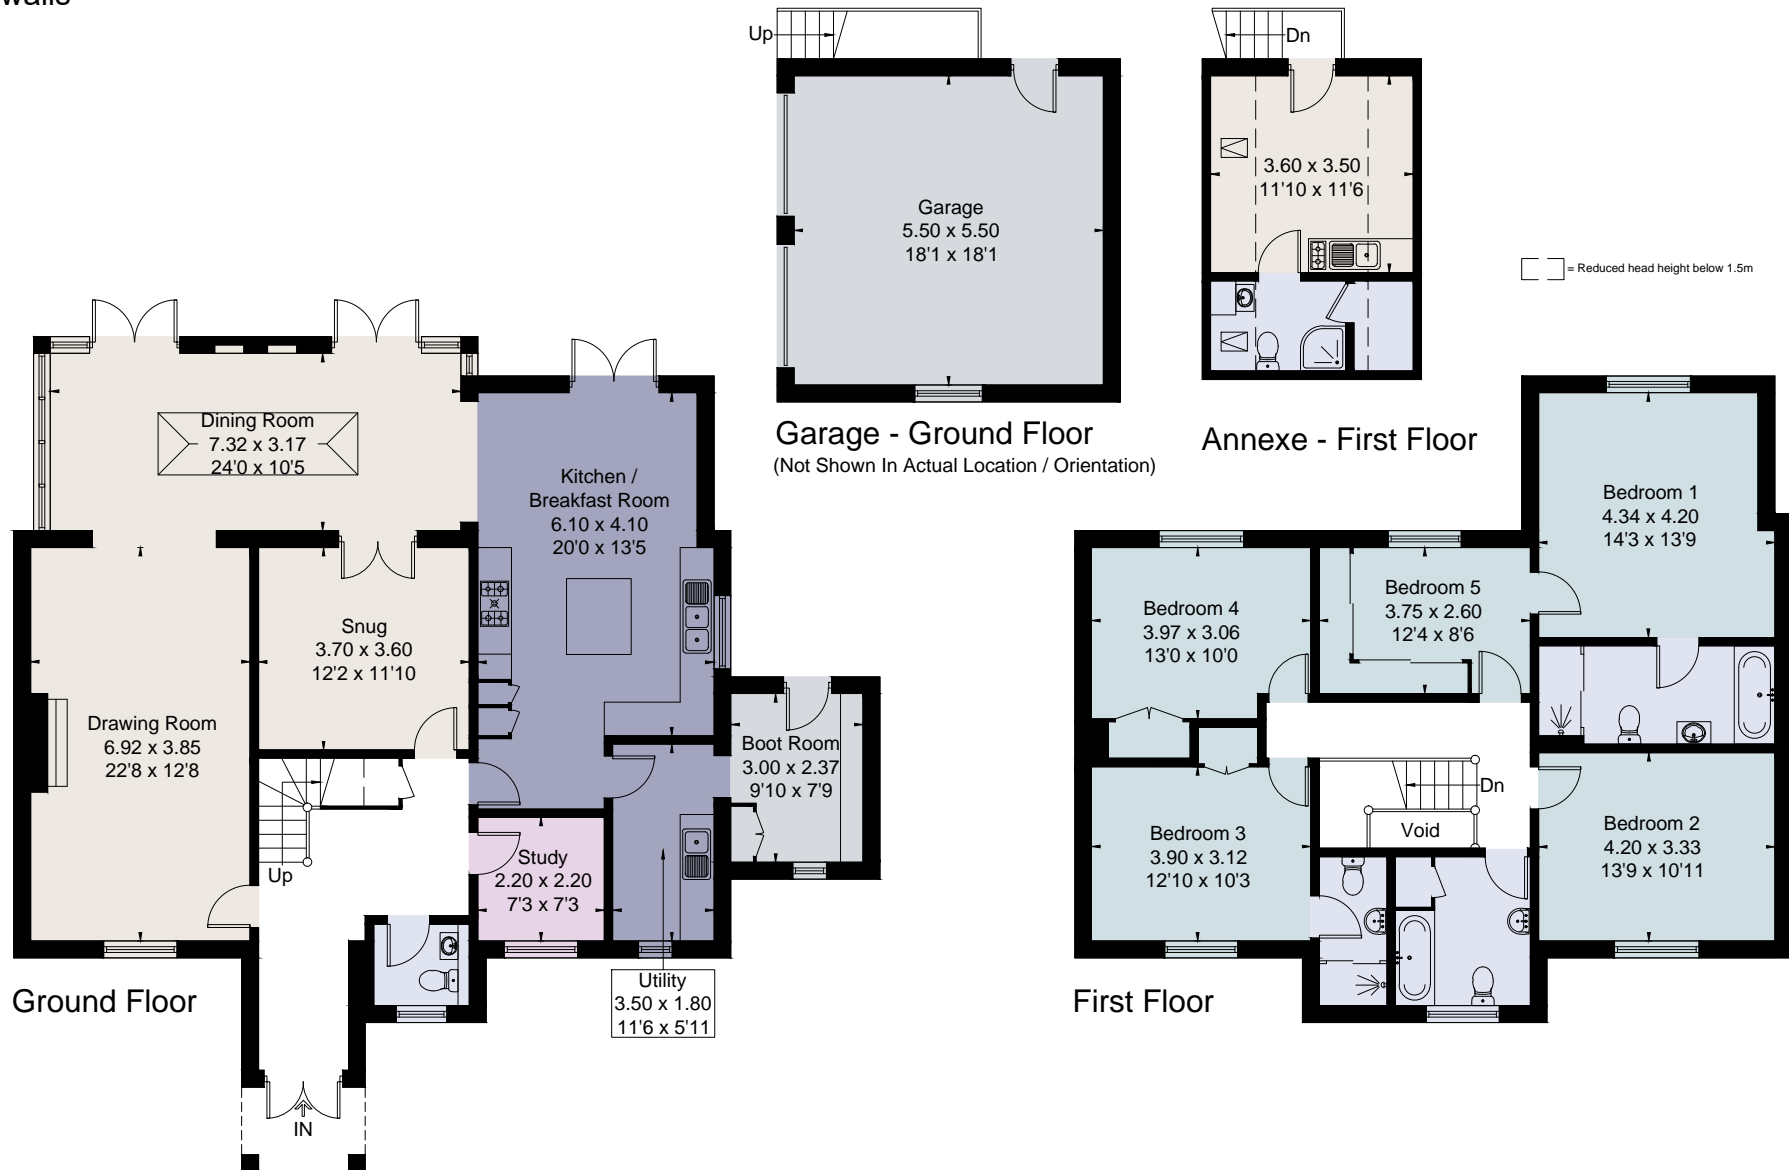 Up
Dn
Garage
5.50 x 5.50
18'1 x 18'1
3.60 x 3.50
11'10 x 11'6
= Reduced head height below 1.5m
Garage - Ground Floor
(Not Shown In Actual Location / Orientation)
Annexe - First Floor
Dining Room
7.32 x 3.17
24'0 x 10'5
Kitchen /
Breakfast Room
6.10 x 4.10
20'0 x 13'5
Snug
3.70 x 3.60
12'2 x 11'10
Drawing Room
6.92 x 3.85
22'8 x 12'8
Boot Room
3.00 x 2.37
9'10 x 7'9
Study
2.20 x 2.20
7'3 x 7'3
Up
Utility
3.50 x 1.80
11'6 x 5'11
IN
Ground Floor
Bedroom 1
4.34 x 4.20
14'3 x 13'9
Bedroom 5
3.75 x 2.60
12'4 x 8'6
Bedroom 4
3.97 x 3.06
13'0 x 10'0
Dn
Void
Bedroom 3
3.90 x 3.12
12'10 x 10'3
Bedroom 2
4.20 x 3.33
13'9 x 10'11
First Floor